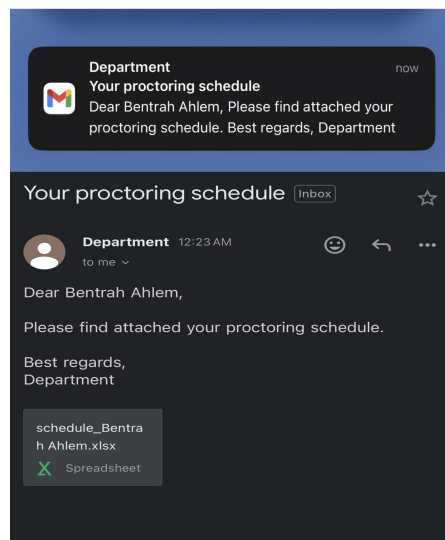 Department now
Your proctoring schedule
Dear Bentrah Ahlem, Please find attached your
proctoring schedule. Best regards, Department
Your proctoring schedule Inbox
Department 12:23 AM
to me
Dear Bentrah Ahlem,
Please find attached your proctoring schedule.
Best regards,
Department
schedule_Bentra
h Ahlem.xlsx
Spreadsheet